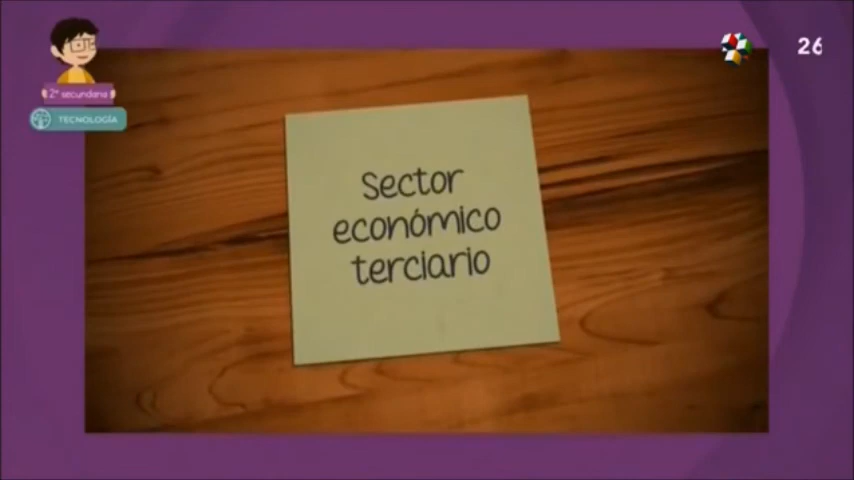 2° secundaria
TECNOLOGÍA
26
Sector
económico
terciario